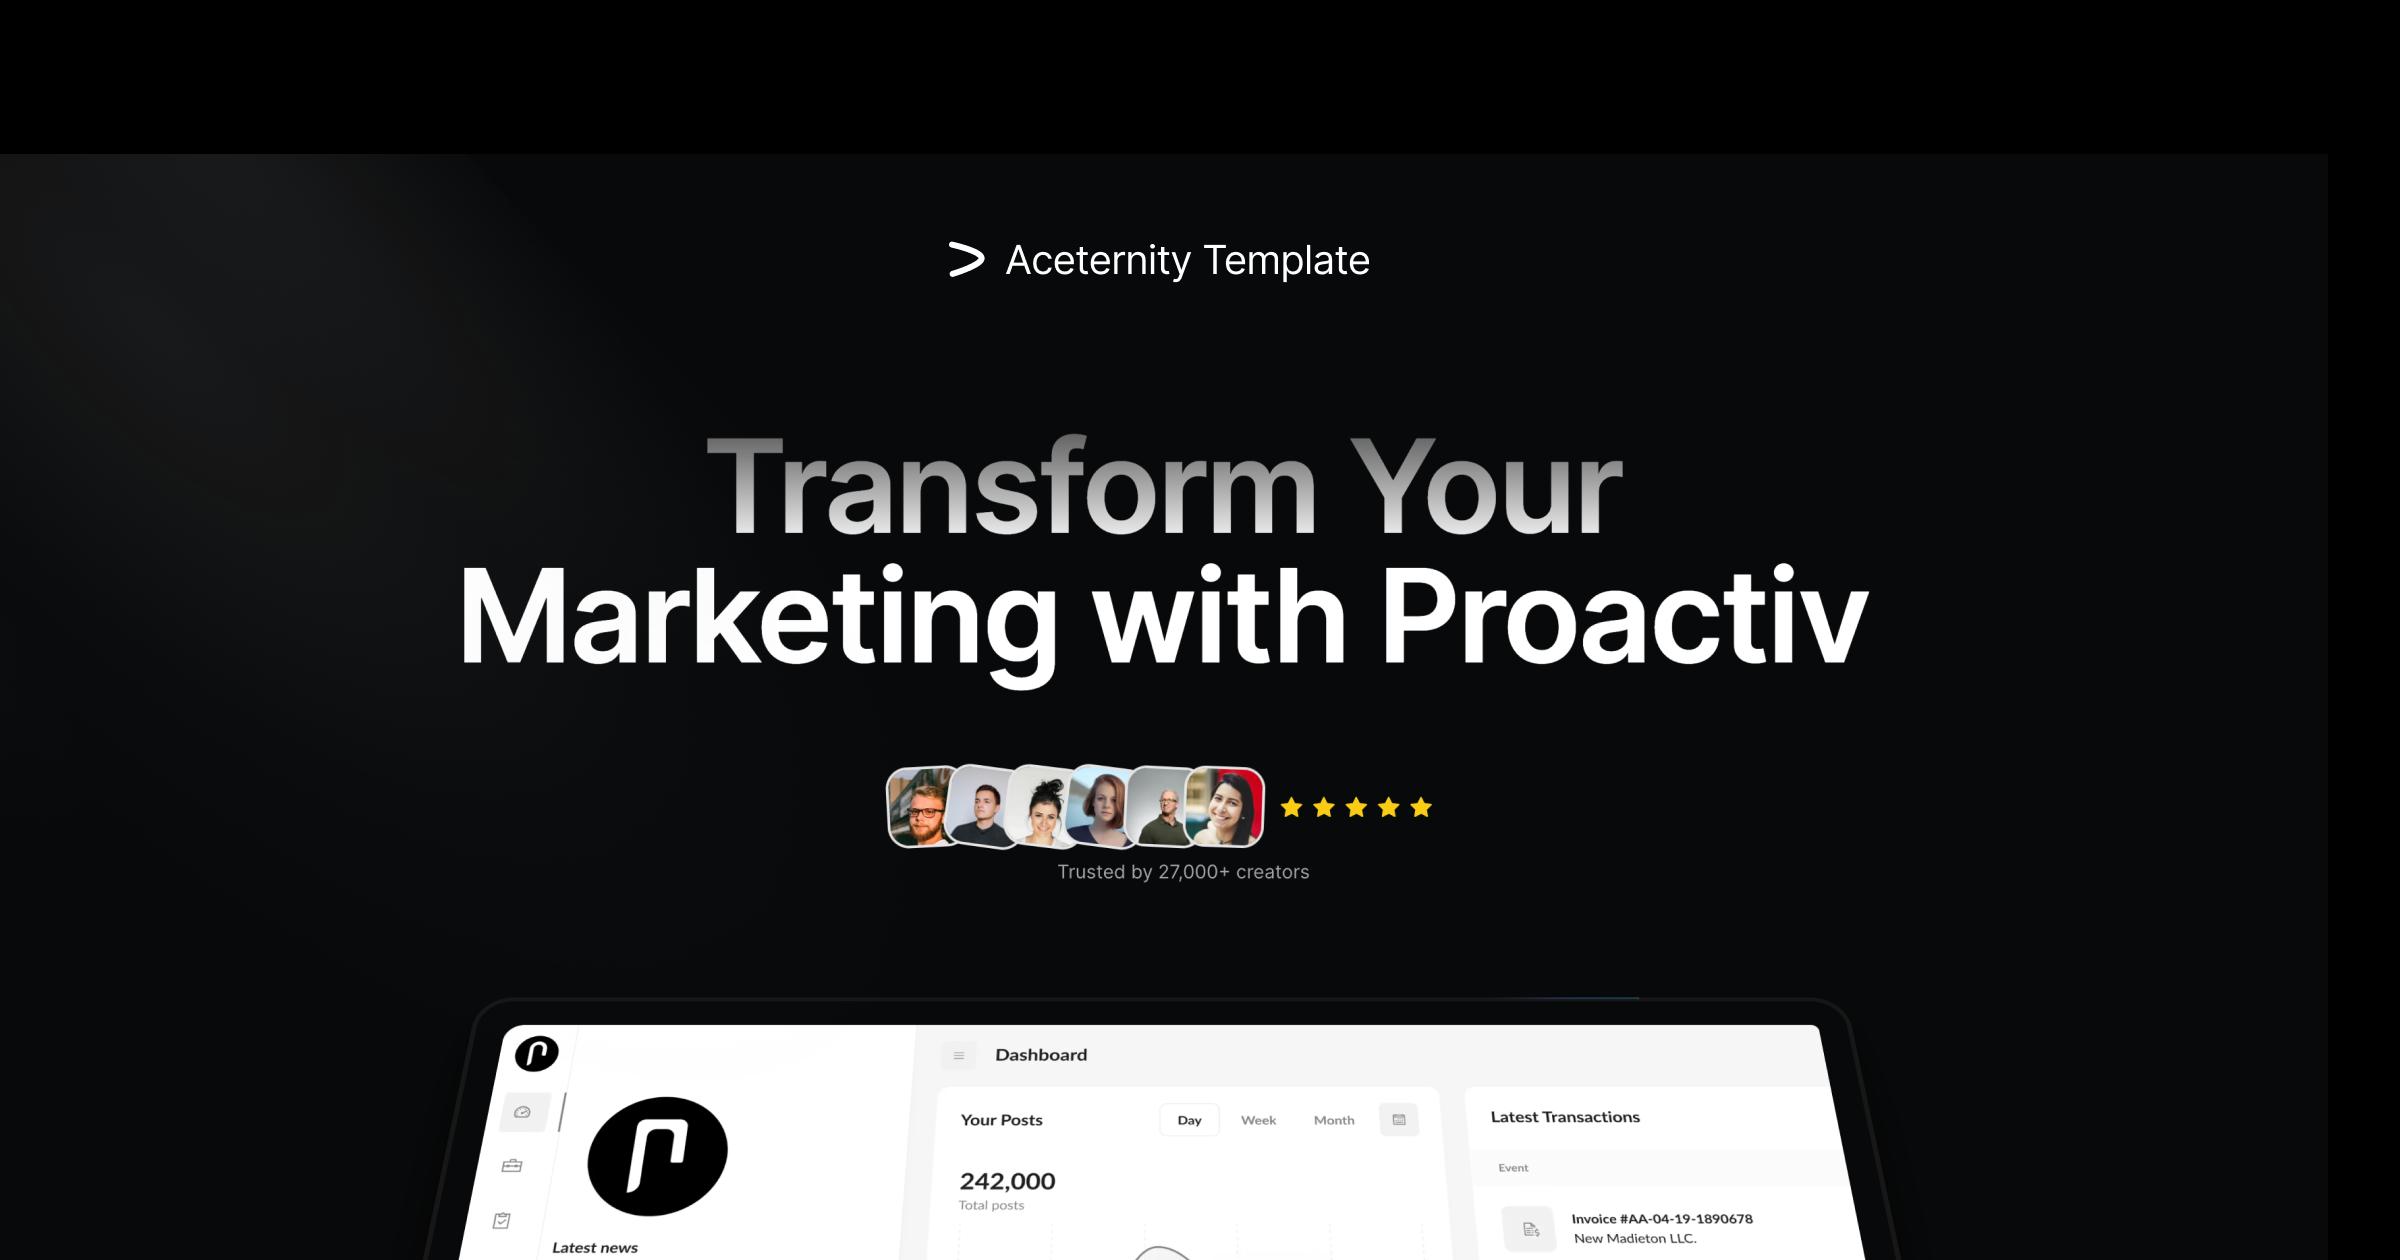 Aceternity Template
Transform Your
Marketing with Proactiv
Trusted by 27,000+ creators
Dashboard
Your Posts
Day
Week
Month
Latest Transactions
Event
242,000
Total posts
Invoice #AA-04-19-1890678
New Madieton LLC.
Latest news